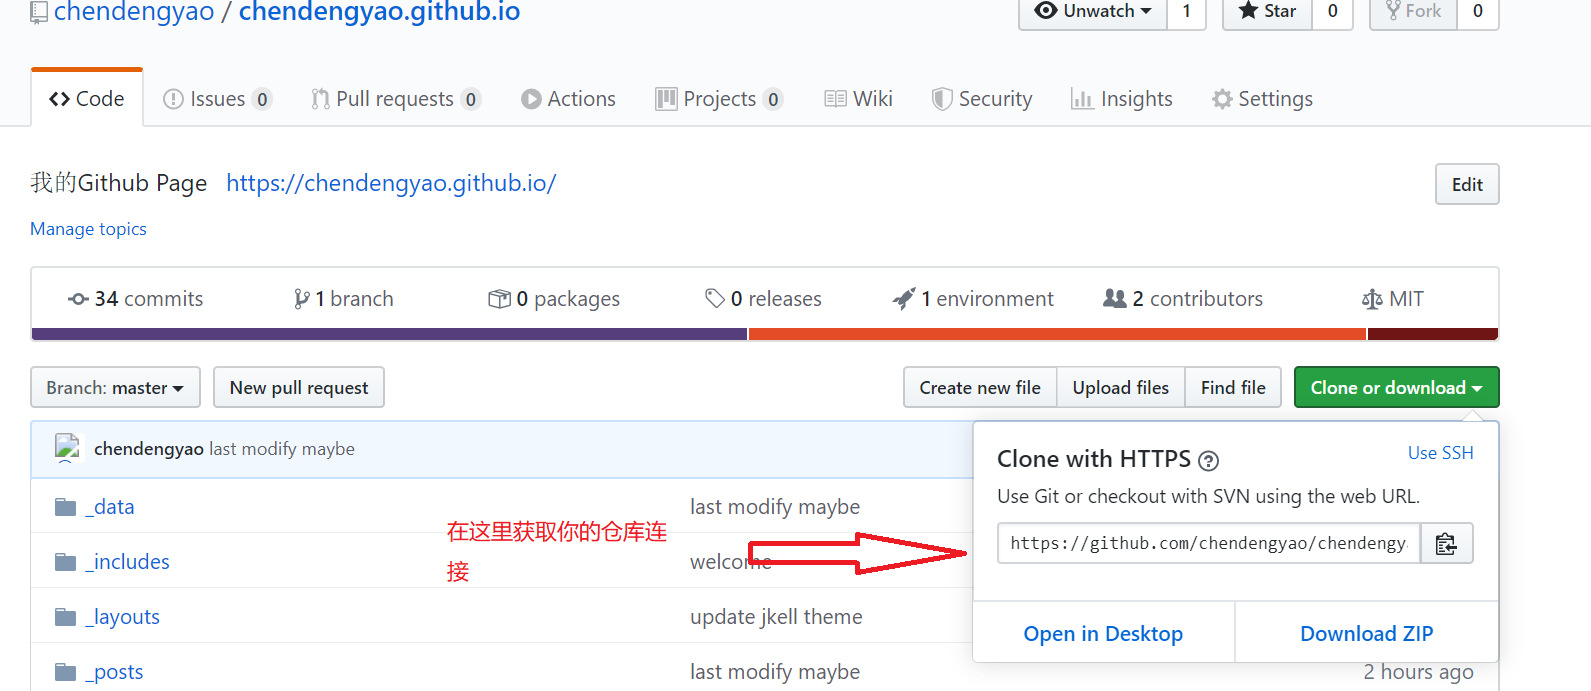 chendengyao / chendengyao.github.io
Unwatch 1 Star 0 Fork 0
Code Issues 0 Pull requests 0 Actions Projects 0 Wiki Security Insights Settings
我的Github Page https://chendengyao.github.io/
Edit
Manage topics
34 commits 1 branch 0 packages 0 releases 1 environment 2 contributors MIT
Branch: master New pull request Create new file Upload files Find file Clone or download
chendengyao last modify maybe
Clone with HTTPS ? Use SSH
Use Git or checkout with SVN using the web URL.
https://github.com/chendengyao/chendengy
Open in Desktop Download ZIP
_data last modify maybe
在这里获取你的仓库连
接
_includes welcome
_layouts update jkell theme
_posts last modify maybe 2 hours ago